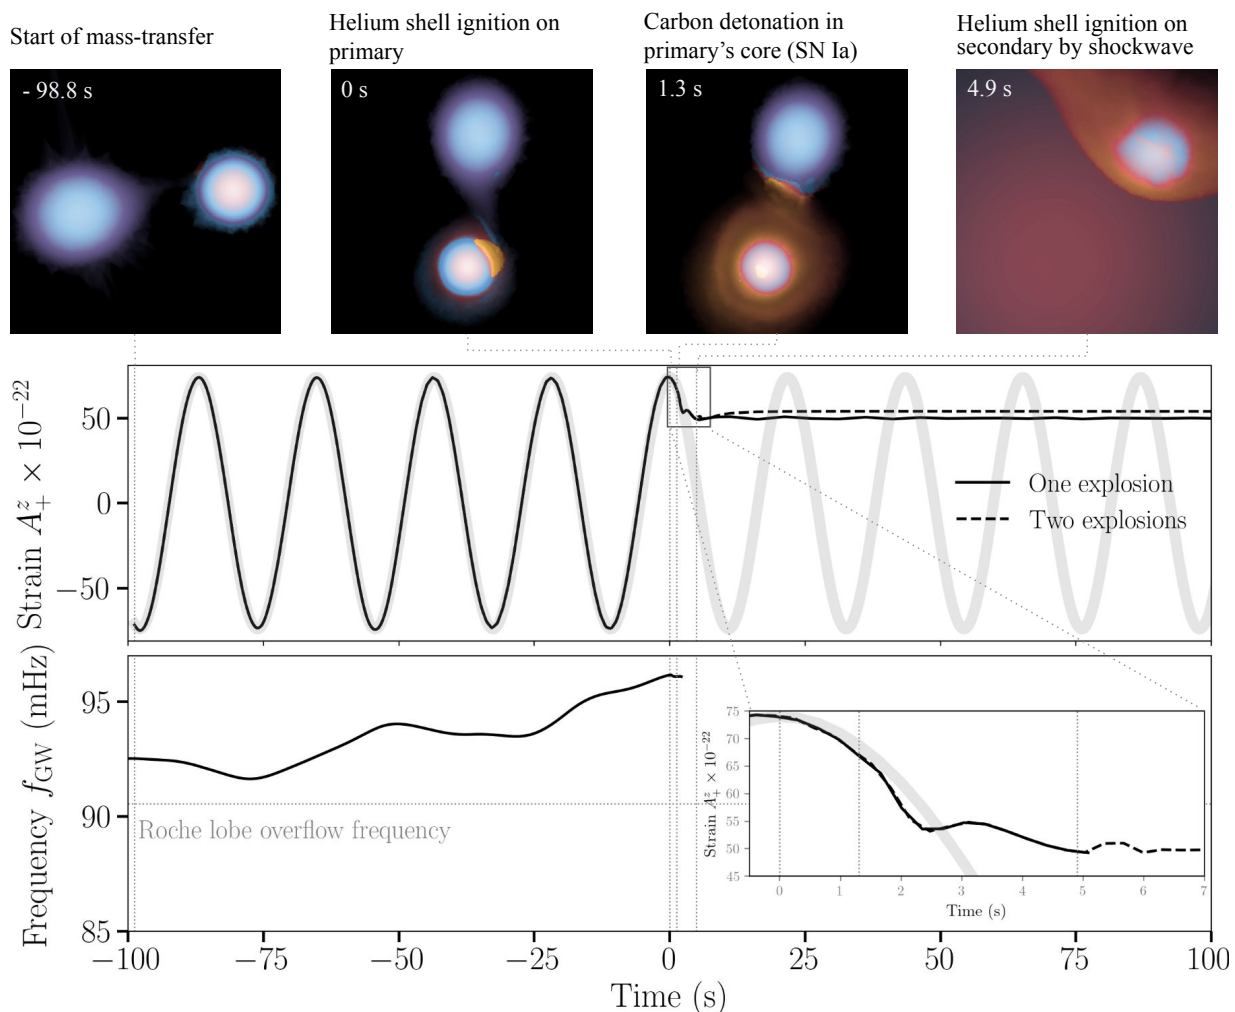 Start of mass-transfer
Helium shell ignition on
primary
Carbon detonation in
primary's core (SN Ia)
Helium shell ignition on
secondary by shockwave
- 98.8 s
0 s
1.3 s
4.9 s
Strain A_+^z × 10^−22
50
0
−50
One explosion
Two explosions
Frequency f_GW (mHz)
95
90
85
Roche lobe overflow frequency
Strain A_+^z × 10^−22
75
70
65
60
55
50
45
0 1 2 3 4 5 6 7
Time (s)
−100 −75 −50 −25 0 25 50 75 100
Time (s)